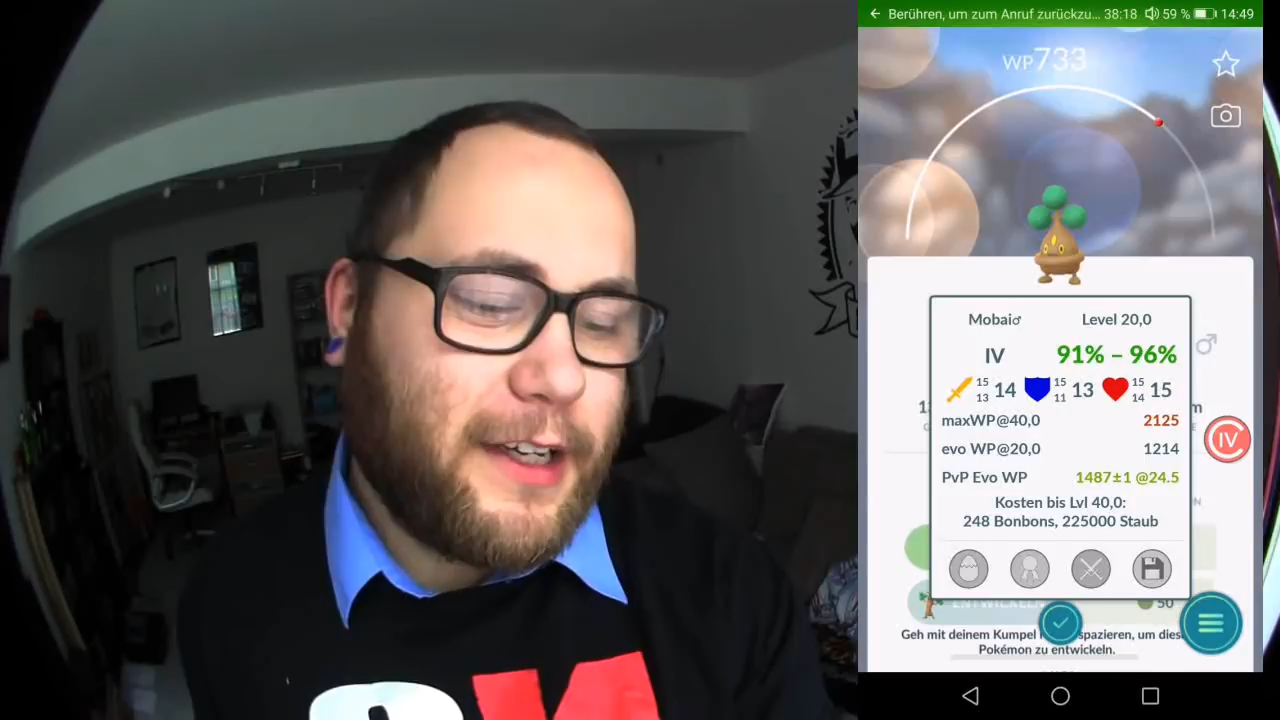 Berühren, um zum Anruf zurückzu... 38:18 59 % 14:49
WP733
Mobai♂ Level 20,0
IV 91% – 96%
15 13 14 15 11 13 15 14 15
maxWP@40,0 2125
evo WP@20,0 1214
PvP Evo WP 1487±1 @24.5
Kosten bis Lvl 40,0:
248 Bonbons, 225000 Staub
IV
ENTWICKELN 50
Geh mit deinem Kumpel spazieren, um diese
Pokémon zu entwickeln.